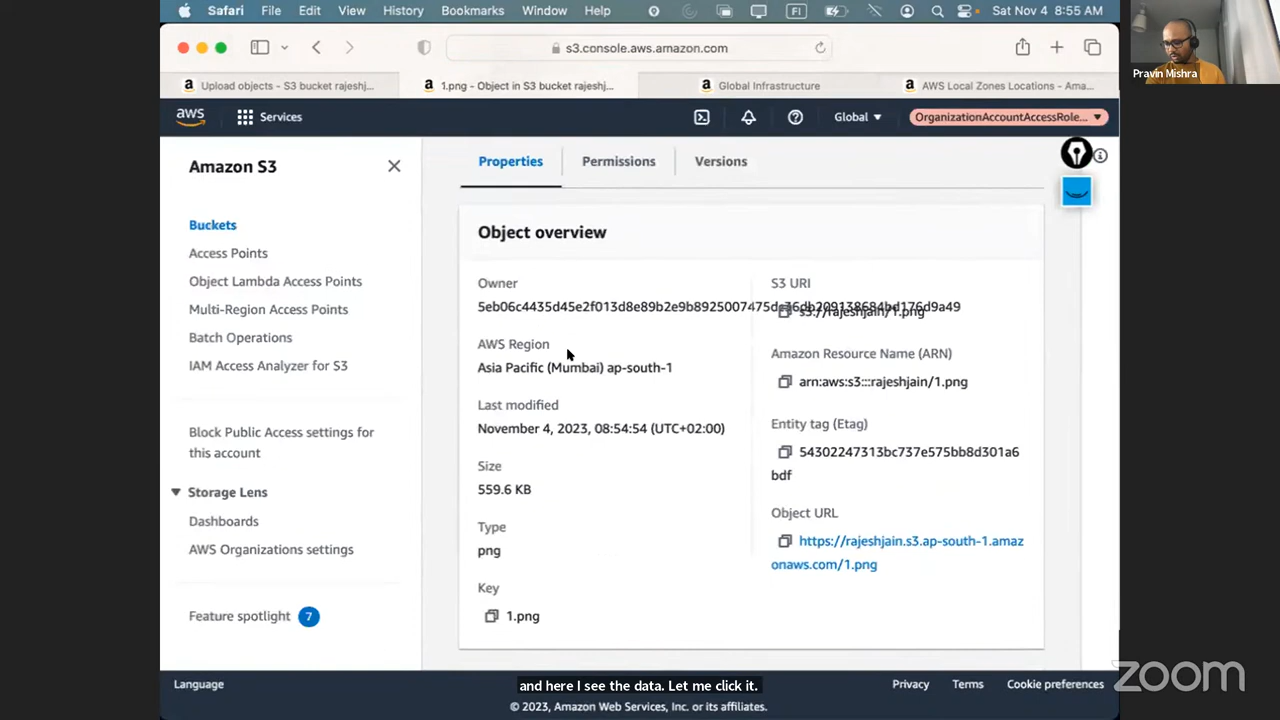 Safari File Edit View History Bookmarks Window Help FI Sat Nov 4 8:55 AM
Pravin Mishra
s3.console.aws.amazon.com
Upload objects - S3 bucket rajeshj... 1.png - Object in S3 bucket rajeshj... Global Infrastructure AWS Local Zones Locations - Ama...
aws Services Global OrganizationAccountAccessRole...
Amazon S3
Buckets
Access Points
Object Lambda Access Points
Multi-Region Access Points
Batch Operations
IAM Access Analyzer for S3
Block Public Access settings for
this account
Storage Lens
Dashboards
AWS Organizations settings
Feature spotlight 7
Properties Permissions Versions
Object overview
Owner
AWS Region
Asia Pacific (Mumbai) ap-south-1
Last modified
November 4, 2023, 08:54:54 (UTC+02:00)
Size
559.6 KB
Type
png
Key
1.png
S3 URI
s3://rajeshjain/1.png
Amazon Resource Name (ARN)
arn:aws:s3:::rajeshjain/1.png
Entity tag (Etag)
54302247313bc737e575bb8d301a6
bdf
Object URL
https://rajeshjain.s3.ap-south-1.amaz
onaws.com/1.png
Language Privacy Terms Cookie preferences
and here I see the data. Let me click it.
© 2023, Amazon Web Services, Inc. or its affiliates.
zoom